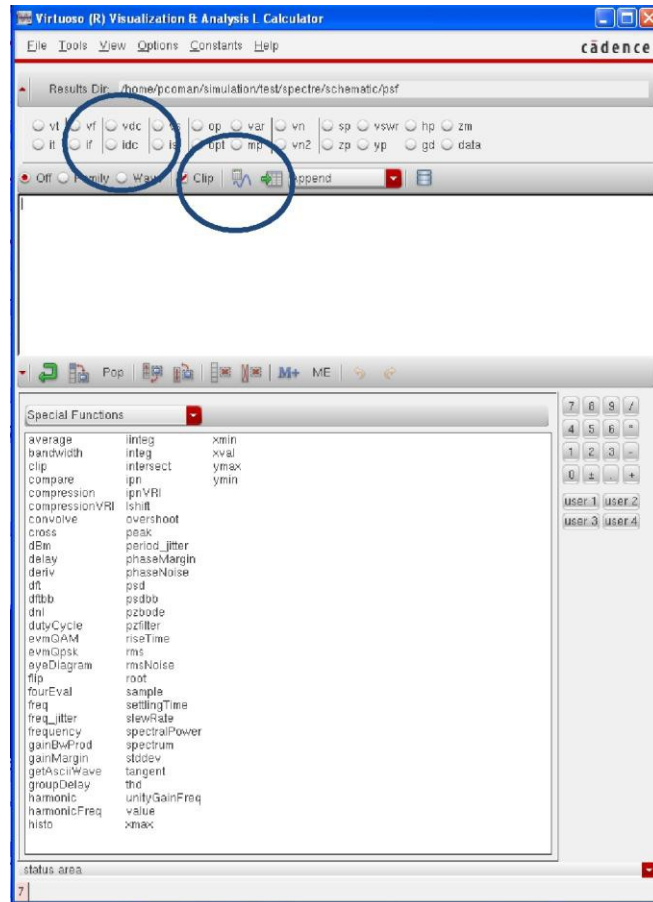 Virtuoso (R) Visualization & Analysis L Calculator
File Tools View Options Constants Help
cādence
Results Dir: /home/pcoman/simulation/test/spectre/schematic/psf
vt vf vdc op var vn sp vswr hp zm
it if idc is opt mp vn2 zp yp gd data
Off Family Wave Clip Append
Pop M+ ME
Special Functions
7 8 9 /
4 5 6 *
1 2 3 -
0 ± . +
user 1 user 2
user 3 user 4
average iinteg xmin
bandwidth integ xval
clip intersect ymax
compare ipn ymin
compression ipnVRI
compressionVRI lshift
convolve overshoot
cross peak
dBm period_jitter
delay phaseMargin
deriv phaseNoise
dft psd
dftbb psdbb
dnl pzbode
dutyCycle pzfilter
evmQAM riseTime
evmQpsk rms
eyeDiagram rmsNoise
flip root
fourEval sample
freq settlingTime
freq_jitter slewRate
frequency spectralPower
gainBwProd spectrum
gainMargin stddev
getAsciiWave tangent
groupDelay thd
harmonic unityGainFreq
harmonicFreq value
histo xmax
status area
7